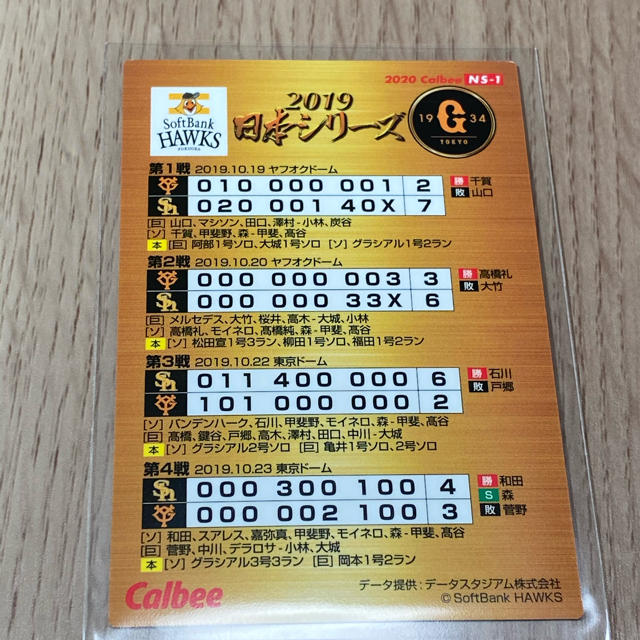 2020 Calbee NS-1
SoftBank
HAWKS
FUKUOKA
2019
日本シリーズ
19 G 34
TOKYO
第1戦 2019.10.19 ヤフオクドーム
YG 010 000 001 2 勝 千賀
Sh 020 001 40X 7 敗 山口
[巨] 山口、マシソン、田口、澤村-小林、炭谷
[ソ] 千賀、甲斐野、森-甲斐、高谷
本 [巨] 阿部1号ソロ、大城1号ソロ [ソ] グラシアル1号2ラン
第2戦 2019.10.20 ヤフオクドーム
YG 000 000 003 3 勝 高橋礼
Sh 000 000 33X 6 敗 大竹
[巨] メルセデス、大竹、桜井、高木-大城、小林
[ソ] 高橋礼、モイネロ、高橋純、森-甲斐、高谷
本 [ソ] 松田宣1号3ラン、柳田1号ソロ、福田1号2ラン
第3戦 2019.10.22 東京ドーム
Sh 011 400 000 6 勝 石川
YG 101 000 000 2 敗 戸郷
[ソ] バンデンハーク、石川、甲斐野、モイネロ、森-甲斐、高谷
[巨] 高橋、鍵谷、戸郷、高木、澤村、田口、中川-大城
本 [ソ] グラシアル2号ソロ [巨] 亀井1号ソロ、2号ソロ
第4戦 2019.10.23 東京ドーム
Sh 000 300 100 4 勝 和田
S 森
YG 000 002 100 3 敗 菅野
[ソ] 和田、スアレス、嘉弥真、甲斐野、モイネロ、森-甲斐、高谷
[巨] 菅野、中川、デラロサ-小林、大城
本 [ソ] グラシアル3号3ラン [巨] 岡本1号2ラン
Calbee
データ提供:データスタジアム株式会社
©SoftBank HAWKS